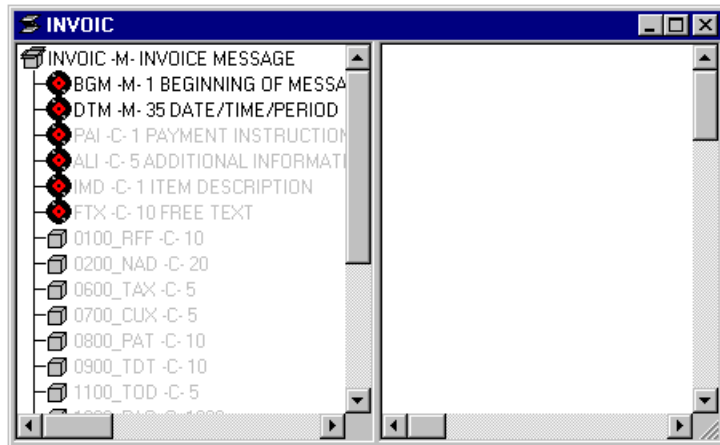 INVOIC
INVOIC -M- INVOICE MESSAGE
BGM -M- 1 BEGINNING OF MESSA
DTM -M- 35 DATE/TIME/PERIOD
PAI -C- 1 PAYMENT INSTRUCTION
ALI -C- 5 ADDITIONAL INFORMATI
IMD -C- 1 ITEM DESCRIPTION
FTX -C- 10 FREE TEXT
0100_RFF -C- 10
0200_NAD -C- 20
0600_TAX -C- 5
0700_CUX -C- 5
0800_PAT -C- 10
0900_TDT -C- 10
1100_TOD -C- 5